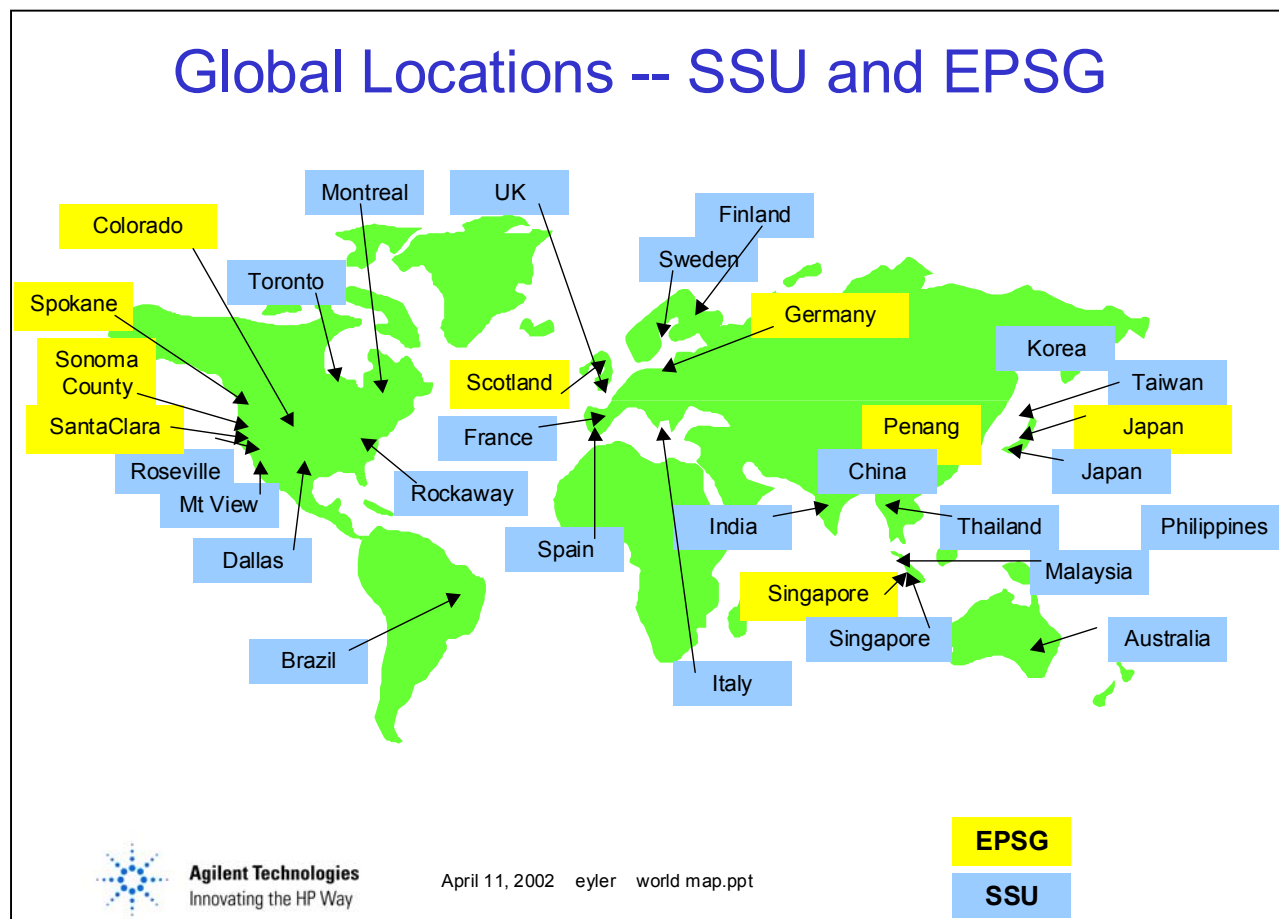 Global Locations -- SSU and EPSG
Montreal
UK
Finland
Colorado
Sweden
Toronto
Spokane
Germany
Korea
Sonoma
County
Scotland
Taiwan
SantaClara
France
Penang
Japan
Roseville
China
Japan
Mt View
Rockaway
India
Thailand
Philippines
Dallas
Spain
Malaysia
Singapore
Singapore
Australia
Brazil
Italy
EPSG
SSU
Agilent Technologies
Innovating the HP Way
April 11, 2002 eyler world map.ppt